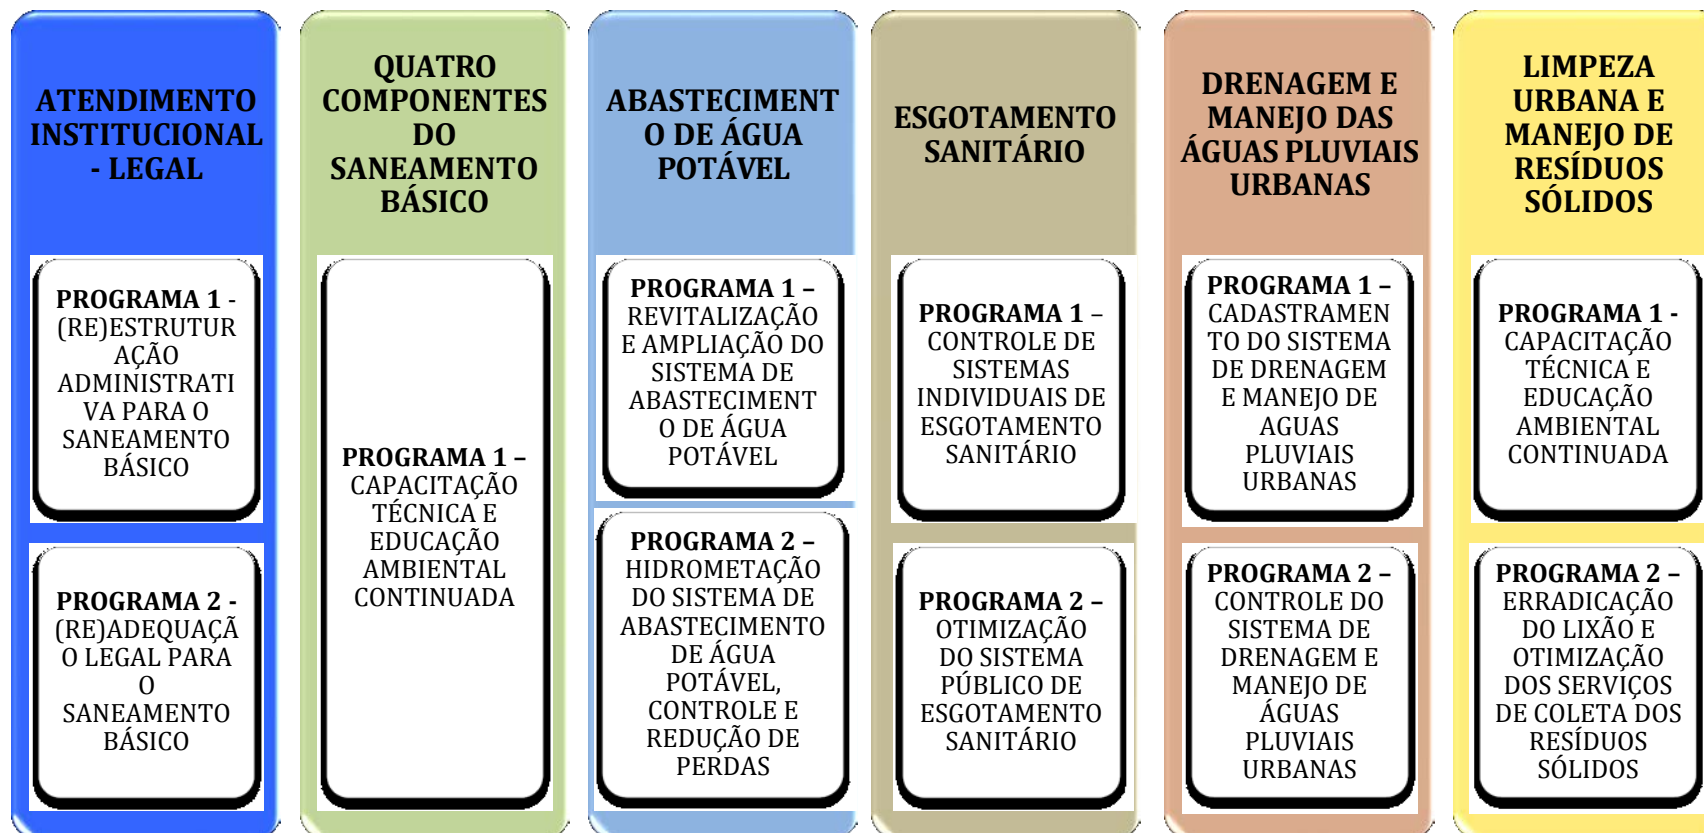 ATENDIMENTO
INSTITUCIONAL
- LEGAL
PROGRAMA 1 -
(RE)ESTRUTUR
AÇÃO
ADMINISTRATI
VA PARA O
SANEAMENTO
BÁSICO
PROGRAMA 2 -
(RE)ADEQUAÇÃ
O LEGAL PARA
O
SANEAMENTO
BÁSICO
QUATRO
COMPONENTES
DO
SANEAMENTO
BÁSICO
PROGRAMA 1 –
CAPACITAÇÃO
TÉCNICA E
EDUCAÇÃO
AMBIENTAL
CONTINUADA
ABASTECIMENT
O DE ÁGUA
POTÁVEL
PROGRAMA 1 –
REVITALIZAÇÃO
E AMPLIAÇÃO DO
SISTEMA DE
ABASTECIMENT
O DE ÁGUA
POTÁVEL
PROGRAMA 2 –
HIDROMETAÇÃO
DO SISTEMA DE
ABASTECIMENTO
DE ÁGUA
POTÁVEL,
CONTROLE E
REDUÇÃO DE
PERDAS
ESGOTAMENTO
SANITÁRIO
PROGRAMA 1 –
CONTROLE DE
SISTEMAS
INDIVIDUAIS DE
ESGOTAMENTO
SANITÁRIO
PROGRAMA 2 –
OTIMIZAÇÃO
DO SISTEMA
PÚBLICO DE
ESGOTAMENTO
SANITÁRIO
DRENAGEM E
MANEJO DAS
ÁGUAS PLUVIAIS
URBANAS
PROGRAMA 1 –
CADASTRAMEN
TO DO SISTEMA
DE DRENAGEM
E MANEJO DE
AGUAS
PLUVIAIS
URBANAS
PROGRAMA 2 –
CONTROLE DO
SISTEMA DE
DRENAGEM E
MANEJO DE
ÁGUAS
PLUVIAIS
URBANAS
LIMPEZA
URBANA E
MANEJO DE
RESÍDUOS
SÓLIDOS
PROGRAMA 1 -
CAPACITAÇÃO
TÉCNICA E
EDUCAÇÃO
AMBIENTAL
CONTINUADA
PROGRAMA 2 –
ERRADICAÇÃO
DO LIXÃO E
OTIMIZAÇÃO
DOS SERVIÇOS
DE COLETA DOS
RESÍDUOS
SÓLIDOS